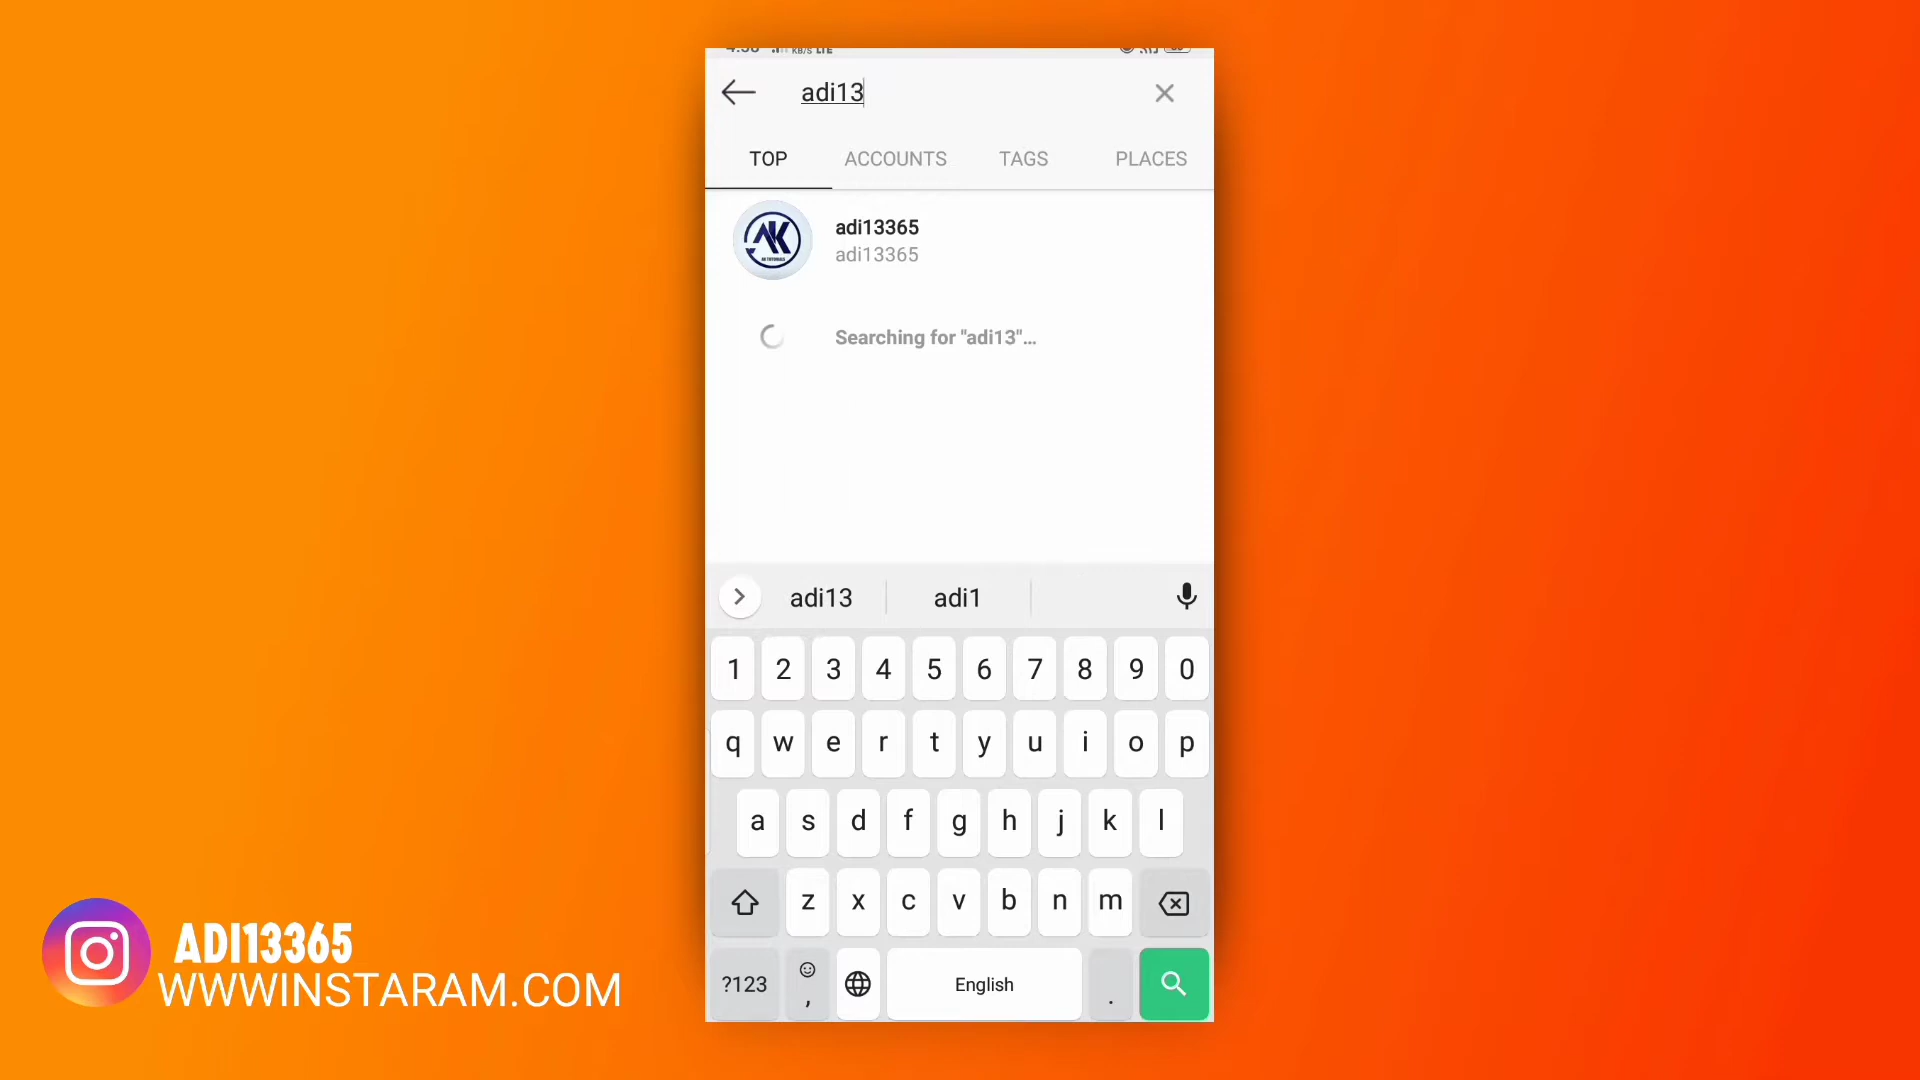 adi13
TOP ACCOUNTS TAGS PLACES
AK
adi13365
adi13365
Searching for "adi13"...
adi13 adi1
1 2 3 4 5 6 7 8 9 0
q w e r t y u i o p
a s d f g h j k l
z x c v b n m
?123 , English .
ADI13365
WWWINSTARAM.COM